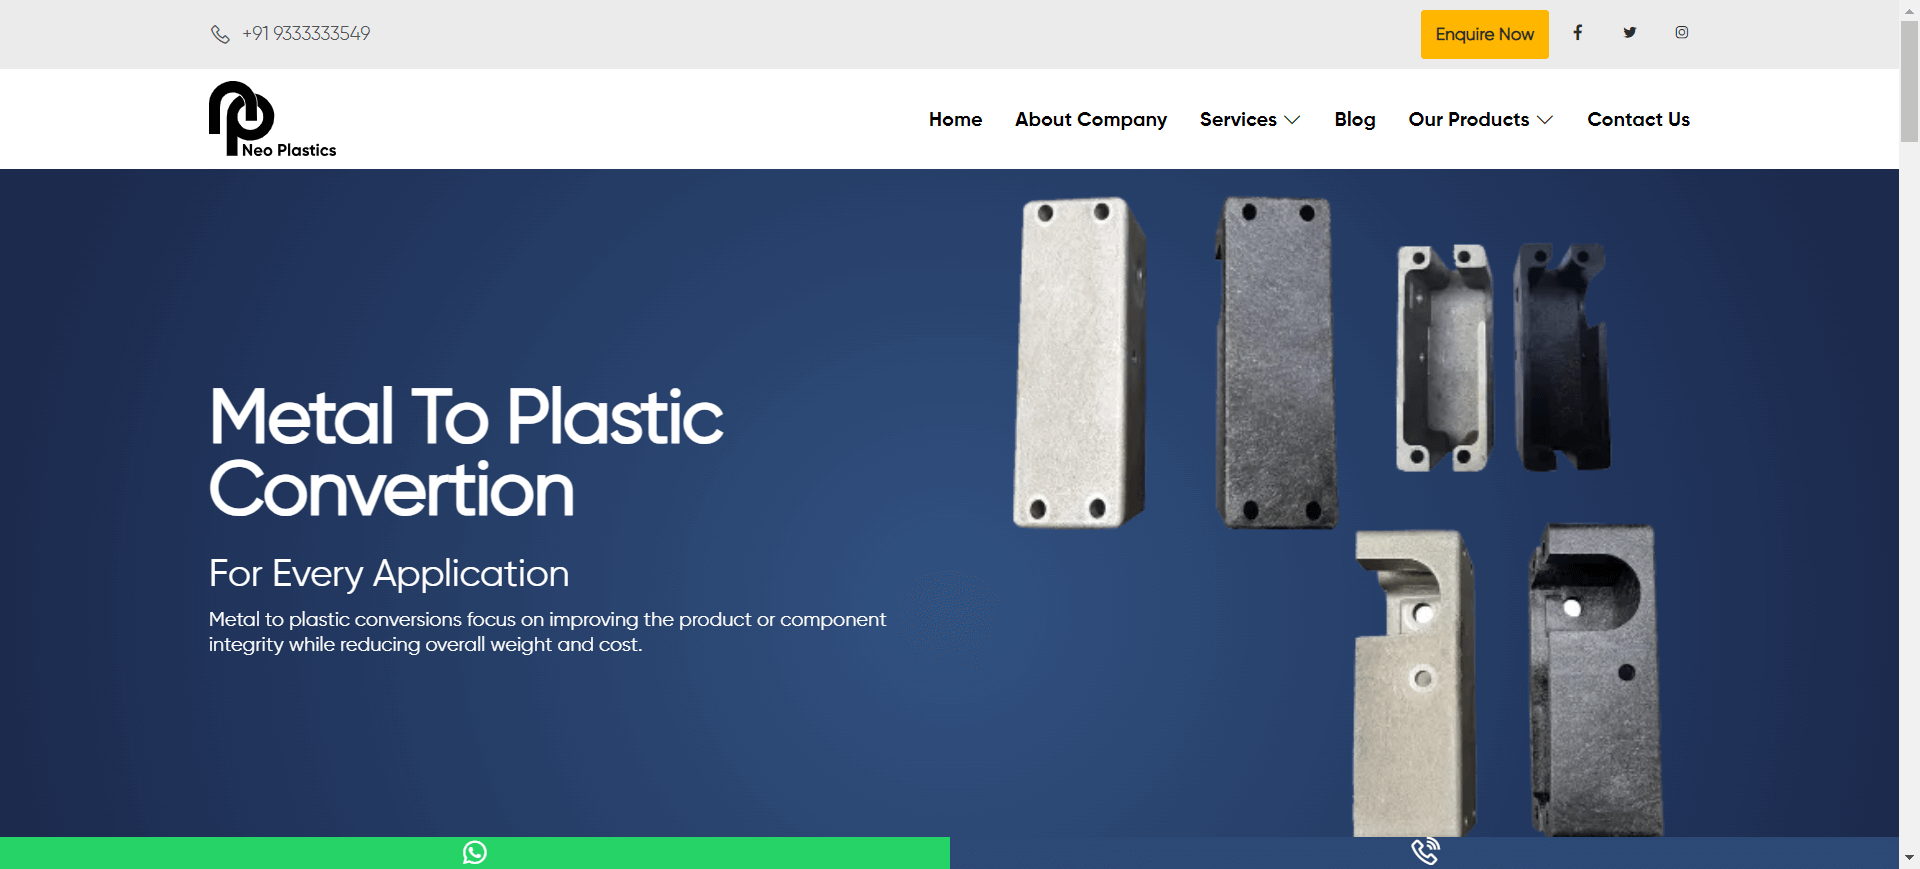 +91 9333333549
Enquire Now
Neo Plastics
Home About Company Services Blog Our Products Contact Us
Metal To Plastic
Convertion
For Every Application
Metal to plastic conversions focus on improving the product or component
integrity while reducing overall weight and cost.